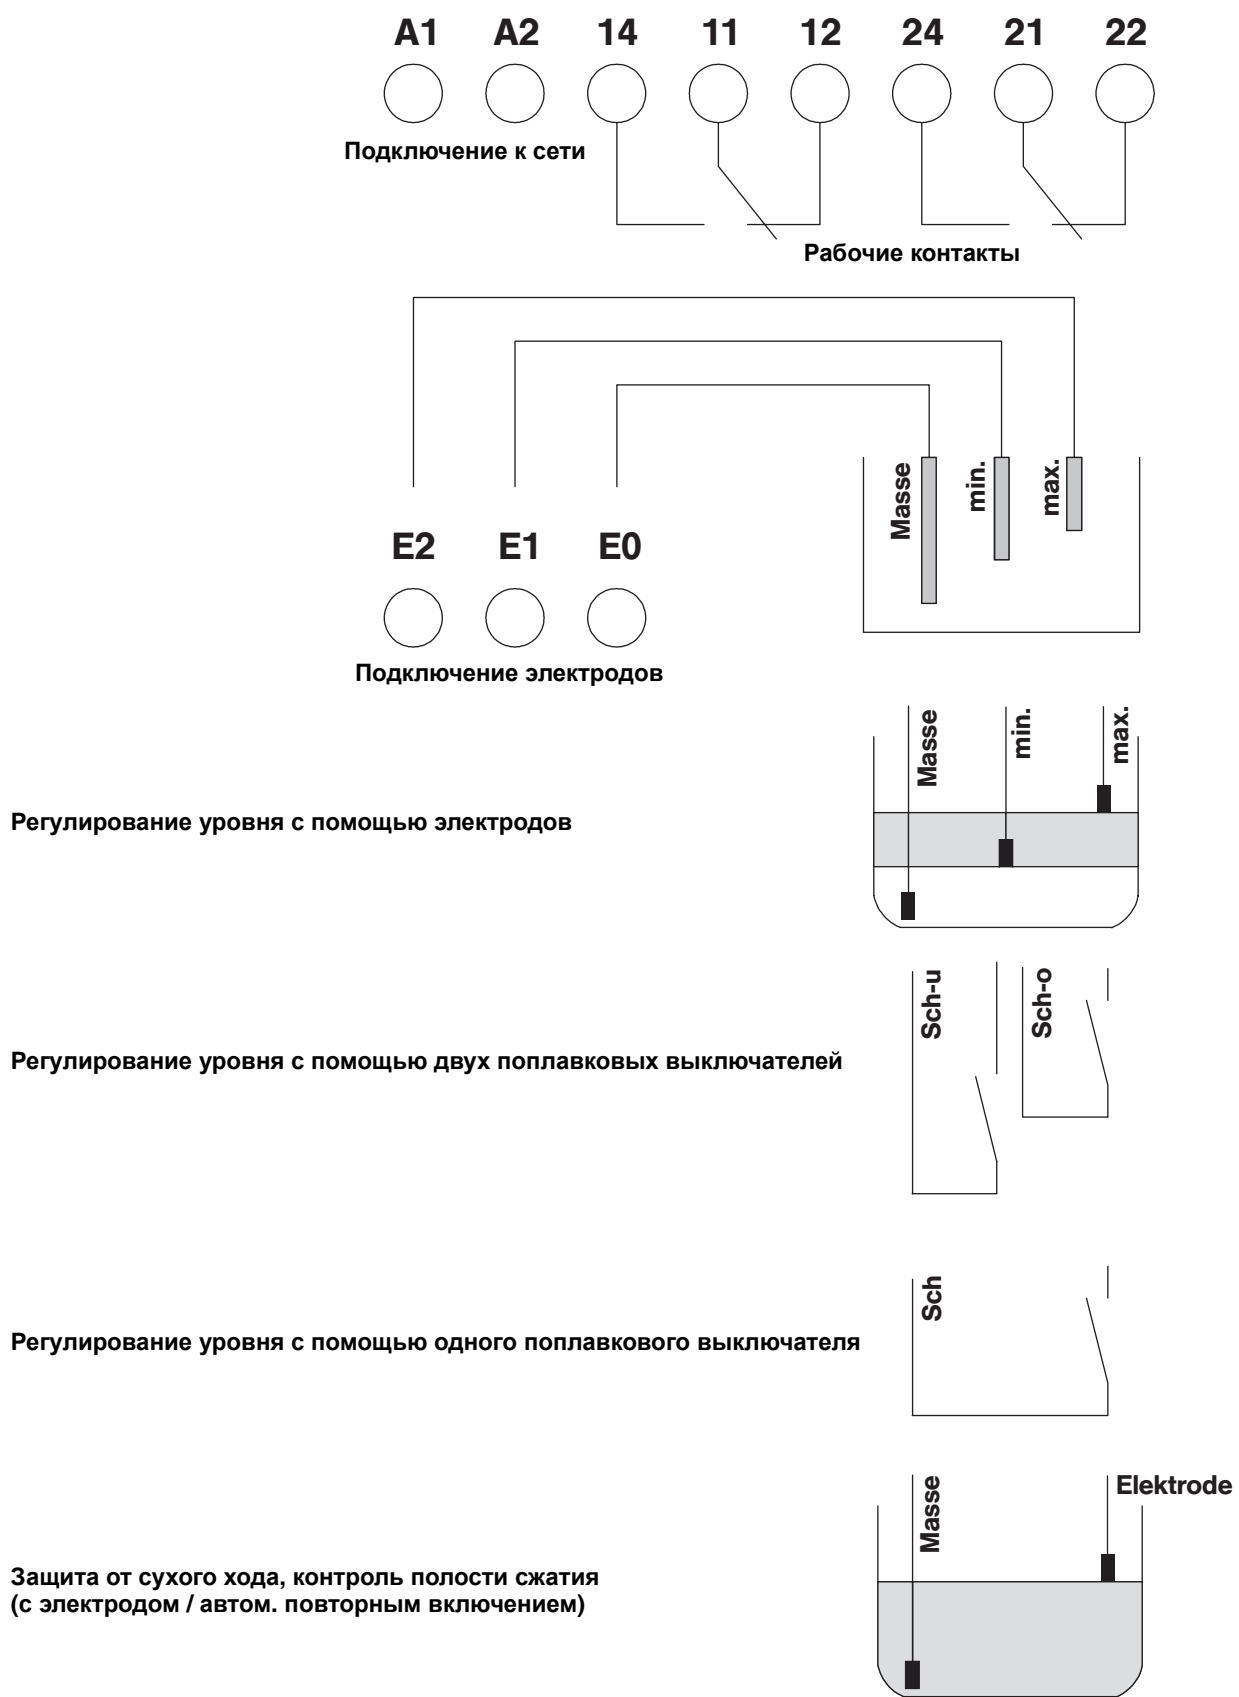 A1 A2 14 11 12 24 21 22
Подключение к сети
Рабочие контакты
Masse
min.
max.
E2 E1 E0
Подключение электродов
Masse
min.
max.
Регулирование уровня с помощью электродов
Sch-u
Sch-o
Регулирование уровня с помощью двух поплавковых выключателей
Sch
Регулирование уровня с помощью одного поплавкового выключателя
Masse
Elektrode
Защита от сухого хода, контроль полости сжатия
(с электродом / автом. повторным включением)